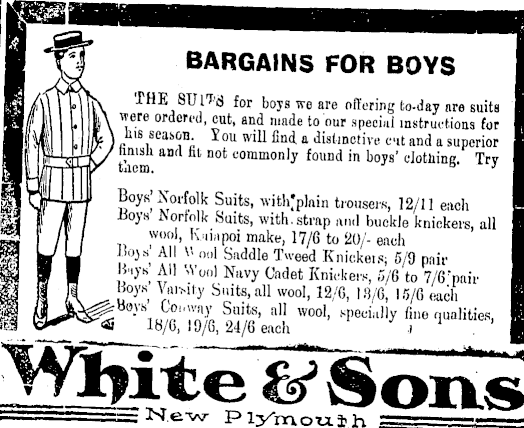 BARGAINS FOR BOYS
THE SUITS for boys we are offering to-day are suits
were ordered, cut, and made to our special instructions for
his season. You will find a distinctive cut and a superior
finish and fit not commonly found in boys' clothing. Try
them.
Boys' Norfolk Suits, with plain trousers, 12/11 each
Boys' Norfolk Suits, with strap and buckle knickers, all
wool, Kaiapoi make, 17/6 to 20/- each
Boys' All Wool Saddle Tweed Knickers, 5/9 pair
Boys' All Wool Navy Cadet Knickers, 5/6 to 7/6 pair
Boys' Varsity Suits, all wool, 12/6, 13/6, 15/6 each
Boys' Conway Suits, all wool, specially fine qualities,
18/6, 19/6, 24/6 each
White & Sons
New Plymouth